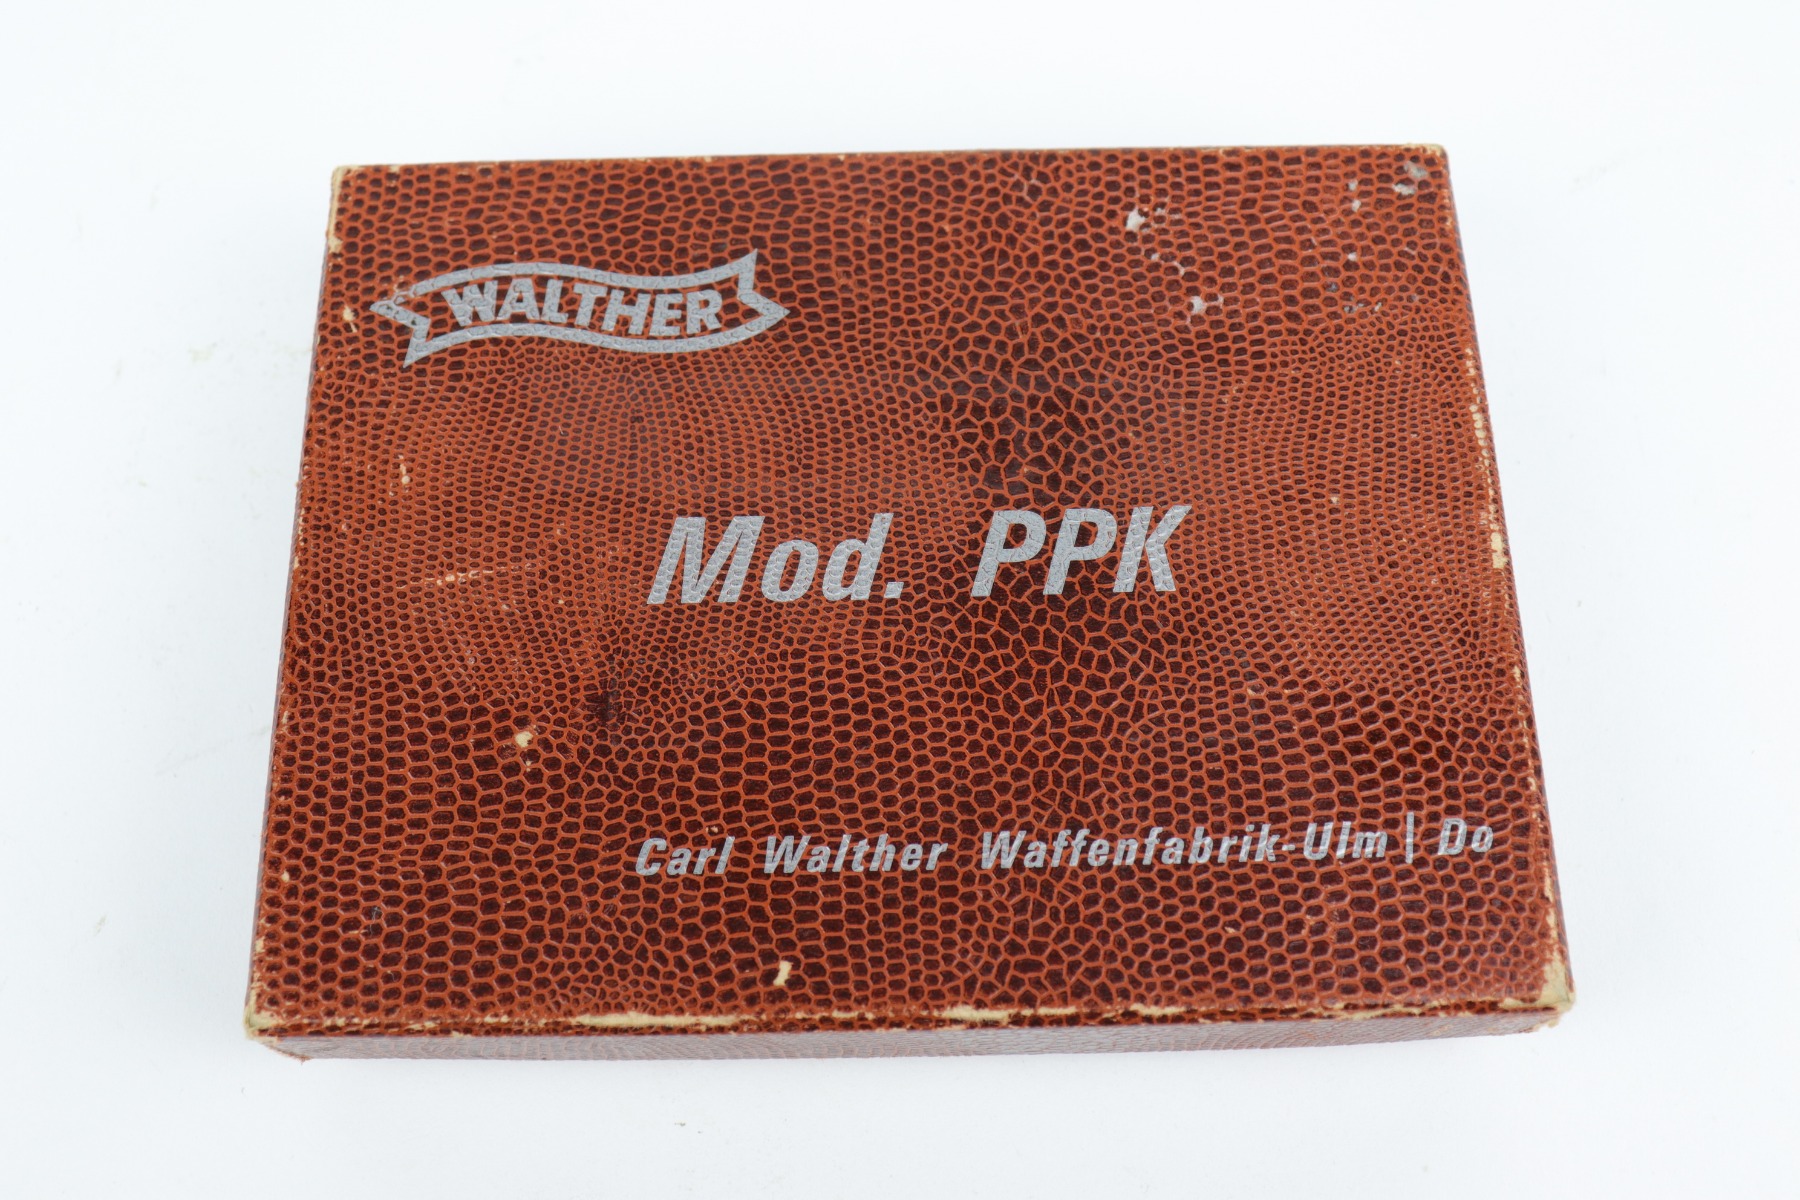 WALTHER
Mod. PPK
Carl Walther Waffenfabrik-Ulm | Do